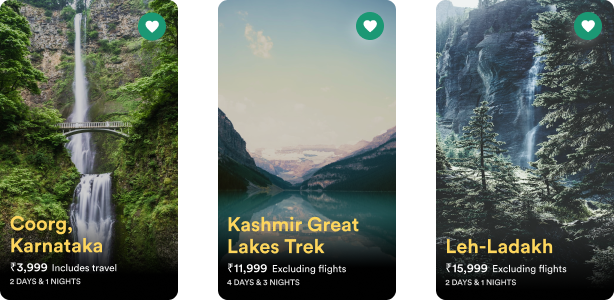 Coorg,
Karnataka
₹3,999 Includes travel
2 DAYS & 1 NIGHTS
Kashmir Great
Lakes Trek
₹11,999 Excluding flights
4 DAYS & 3 NIGHTS
Leh-Ladakh
₹15,999 Excluding flights
2 DAYS & 1 NIGHTS